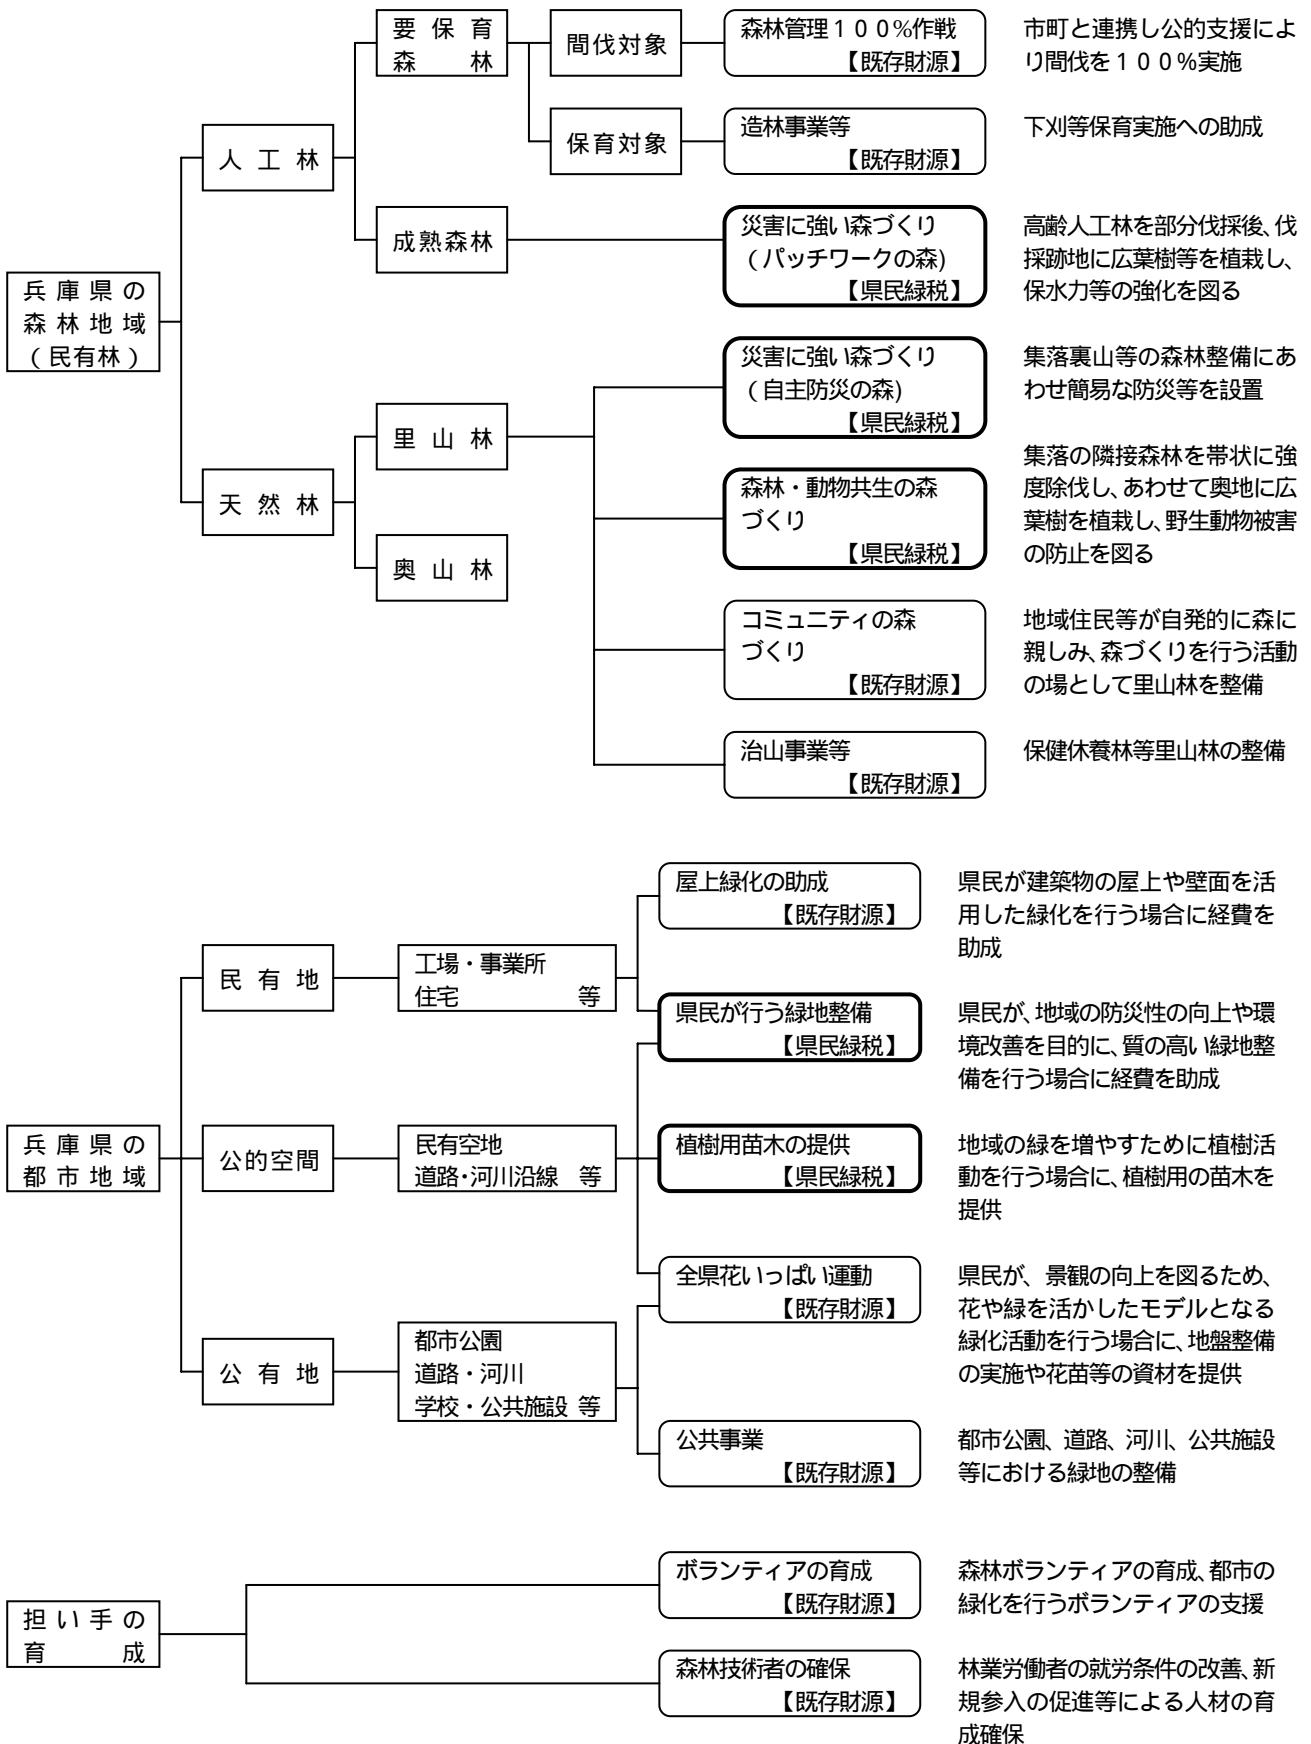 兵庫県の
森林地域
(民有林)
人工林
天然林
要保育
森林
成熟森林
里山林
奥山林
間伐対象
保育対象
森林管理100%作戦
【既存財源】
市町と連携し公的支援によ
り間伐を100%実施
造林事業等
【既存財源】
下刈等保育実施への助成
災害に強い森づくり
(パッチワークの森)
【県民緑税】
高齢人工林を部分伐採後、伐
採跡地に広葉樹等を植栽し、
保水力等の強化を図る
災害に強い森づくり
(自主防災の森)
【県民緑税】
集落裏山等の森林整備にあ
わせ簡易な防災等を設置
森林・動物共生の森
づくり
【県民緑税】
集落の隣接森林を帯状に強
度除伐し、あわせて奥地に広
葉樹を植栽し、野生動物被害
の防止を図る
コミュニティの森
づくり
【既存財源】
地域住民等が自発的に森に
親しみ、森づくりを行う活動
の場として里山林を整備
治山事業等
【既存財源】
保健休養林等里山林の整備
兵庫県の
都市地域
民有地
公的空間
公有地
工場・事業所
住宅 等
民有空地
道路・河川沿線 等
都市公園
道路・河川
学校・公共施設 等
屋上緑化の助成
【既存財源】
県民が建築物の屋上や壁面を活
用した緑化を行う場合に経費を
助成
県民が行う緑地整備
【県民緑税】
県民が、地域の防災性の向上や環
境改善を目的に、質の高い緑地整
備を行う場合に経費を助成
植樹用苗木の提供
【県民緑税】
地域の緑を増やすために植樹活
動を行う場合に、植樹用の苗木を
提供
全県花いっぱい運動
【既存財源】
県民が、景観の向上を図るため、
花や緑を活かしたモデルとなる
緑化活動を行う場合に、地盤整備
の実施や花苗等の資材を提供
公共事業
【既存財源】
都市公園、道路、河川、公共施設
等における緑地の整備
担い手の
育成
ボランティアの育成
【既存財源】
森林ボランティアの育成、都市の
緑化を行うボランティアの支援
森林技術者の確保
【既存財源】
林業労働者の就労条件の改善、新
規参入の促進等による人材の育
成確保